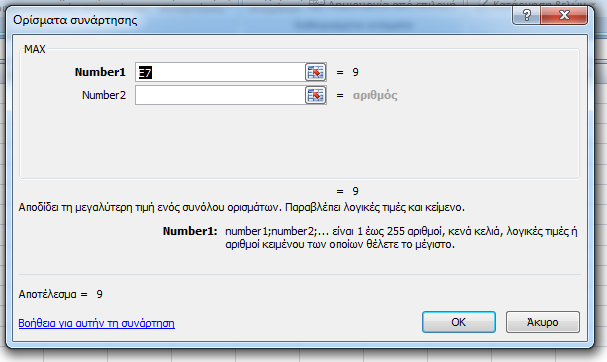 Ορίσματα συνάρτησης
MAX
Number1 E7 = 9
Number2 = αριθμός
= 9
Αποδίδει τη μεγαλύτερη τιμή ενός συνόλου ορισμάτων. Παραβλέπει λογικές τιμές και κείμενο.
Number1: number1;number2;... είναι 1 έως 255 αριθμοί, κενά κελιά, λογικές τιμές ή
αριθμοί κειμένου των οποίων θέλετε το μέγιστο.
Αποτέλεσμα = 9
Βοήθεια για αυτήν τη συνάρτηση
OK
Άκυρο